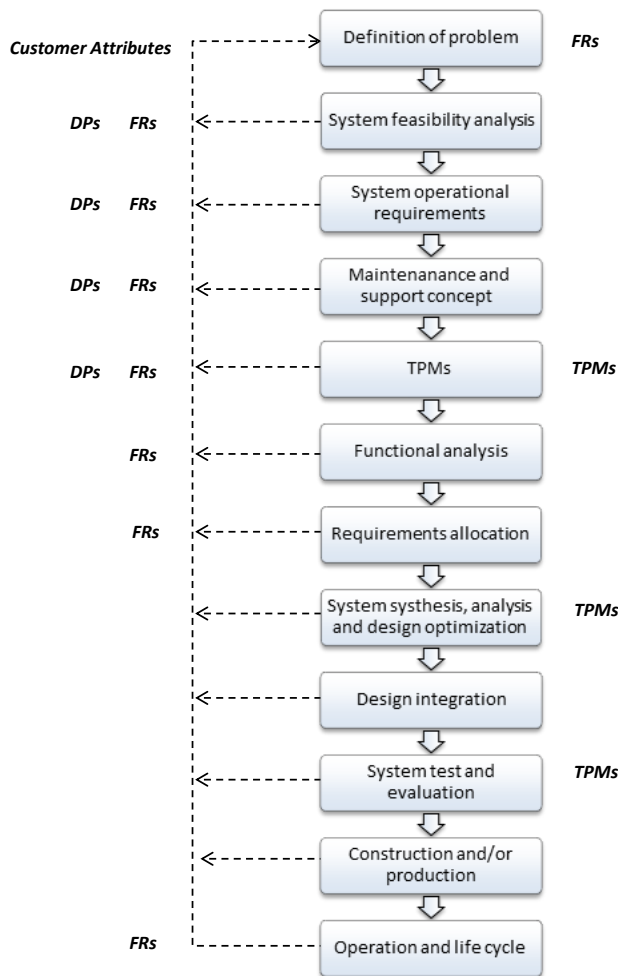 Customer Attributes
Definition of problem
FRs
DPs FRs
System feasibility analysis
DPs FRs
System operational
requirements
DPs FRs
Maintenanance and
support concept
DPs FRs
TPMs
TPMs
FRs
Functional analysis
FRs
Requirements allocation
System systhesis, analysis
and design optimization
TPMs
Design integration
System test and
evaluation
TPMs
Construction and/or
production
FRs
Operation and life cycle